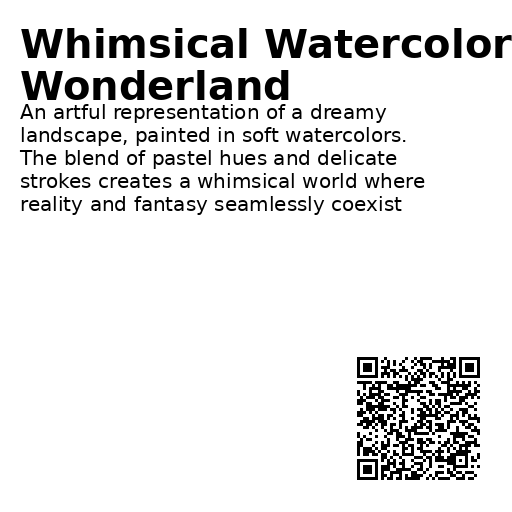 Whimsical Watercolor
Wonderland
An artful representation of a dreamy
landscape, painted in soft watercolors.
The blend of pastel hues and delicate
strokes creates a whimsical world where
reality and fantasy seamlessly coexist